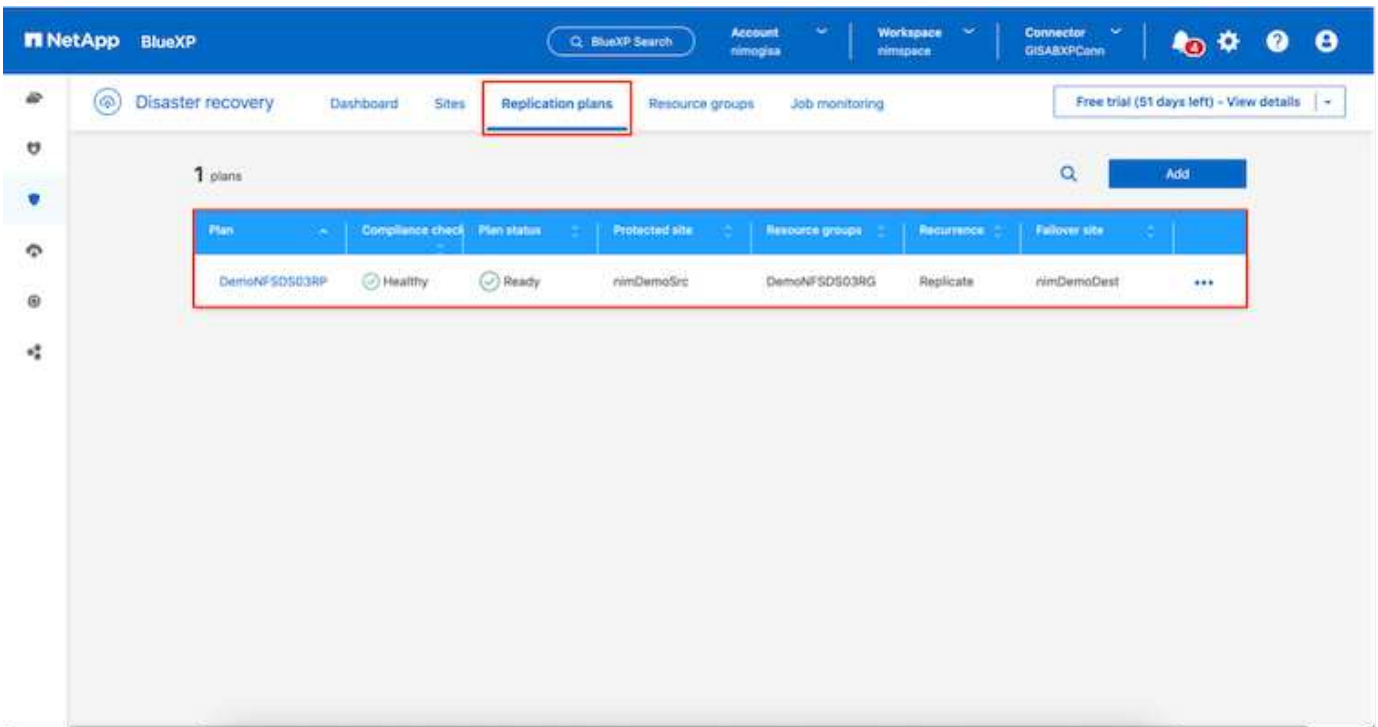 NetApp BlueXP BlueXP Search Account nimogisa Workspace nimspace Connector GISABXPConn 4
Disaster recovery Dashboard Sites Replication plans Resource groups Job monitoring Free trial (51 days left) - View details
1 plans Add
Plan Compliance check Plan status Protected site Resource groups Recurrence Failover site
DemoNFSDS03RP Healthy Ready nimDemoSrc DemoNFSDS03RG Replicate nimDemoDest